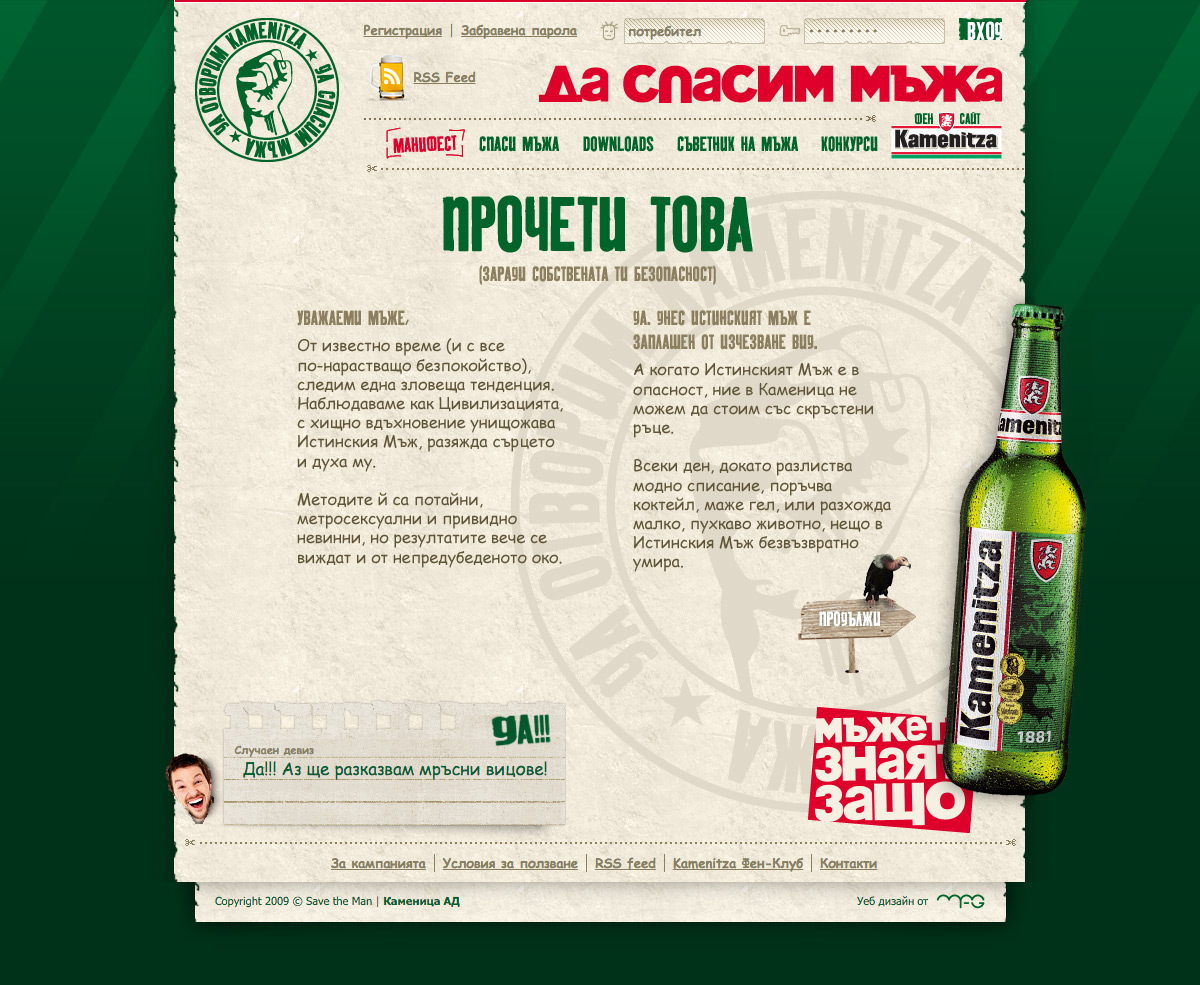 Регистрация | Забравена парола
потребител
ВХОД
ДА ОТВОРИМ KAMENITZA ★ ДА СПАСИМ МЪЖА ★
RSS Feed
да спасим мъжа
МАНИФЕСТ
СПАСИ МЪЖА
DOWNLOADS
СЪВЕТНИК НА МЪЖА
КОНКУРСИ
ФЕН САЙТ
Kamenitza
ПРОЧЕТИ ТОВА
(ЗАРАДИ СОБСТВЕНАТА ТИ БЕЗОПАСНОСТ)
УВАЖАЕМИ МЪЖЕ,
От известно време (и с все
по-нарастващо безпокойство),
следим една зловеща тенденция.
Наблюдаваме как Цивилизацията,
с хищно вдъхновение унищожава
Истинския Мъж, разяжда сърцето
и духа му.
Методите й са потайни,
метросексуални и привидно
невинни, но резултатите вече се
виждат и от непредубеденото око.
ДА. ДНЕС ИСТИНСКИЯТ МЪЖ Е
ЗАПЛАШЕН ОТ ИЗЧЕЗВАНЕ ВИД.
А когато Истинският Мъж е в
опасност, ние в Каменица не
можем да стоим със скръстени
ръце.
Всеки ден, докато разлиства
модно списание, поръчва
коктейл, маже гел, или разхожда
малко, пухкаво животно, нещо в
Истинския Мъж безвъзвратно
умира.
ПРОДЪЛЖИ
Kamenitza
Kamenitza
1881
ДА!!!
Случаен девиз
Да!!! Аз ще разказвам мръсни вицове!
МЪЖЕТ
ЗНАЯТ
ЗАЩО
За кампанията | Условия за ползване | RSS feed | Kamenitza Фен-Клуб | Контакти
Copyright 2009 © Save the Man | Каменица АД
Уеб дизайн от